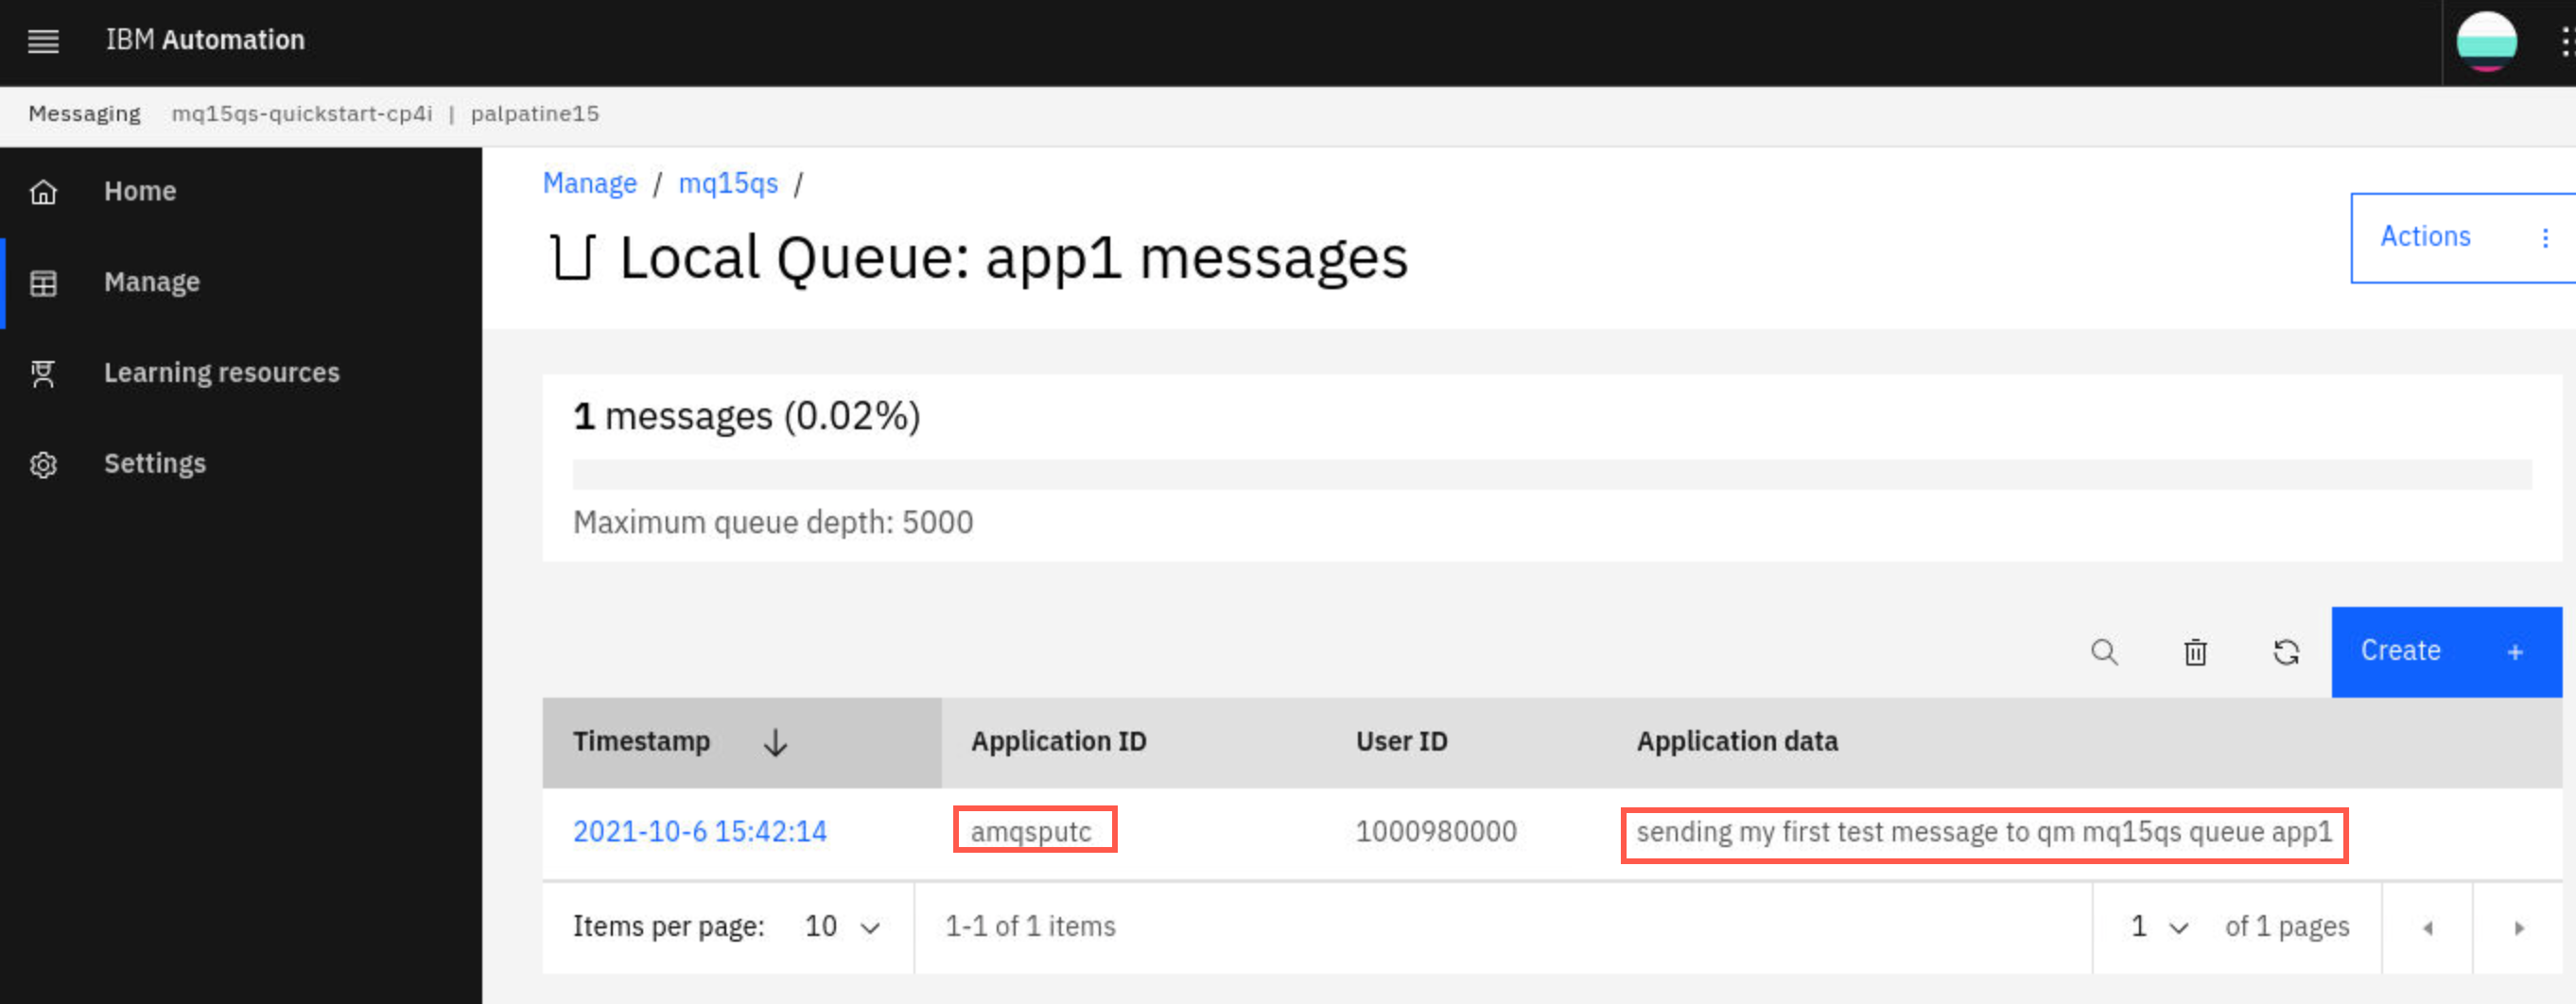 IBM Automation
Messaging mq15qs-quickstart-cp4i | palpatine15
Home
Manage
Learning resources
Settings
Manage / mq15qs /
Local Queue: app1 messages
Actions
1 messages (0.02%)
Maximum queue depth: 5000
Create +
Timestamp Application ID User ID Application data
2021-10-6 15:42:14 amqsputc 1000980000 sending my first test message to qm mq15qs queue app1
Items per page: 10 1-1 of 1 items 1 of 1 pages